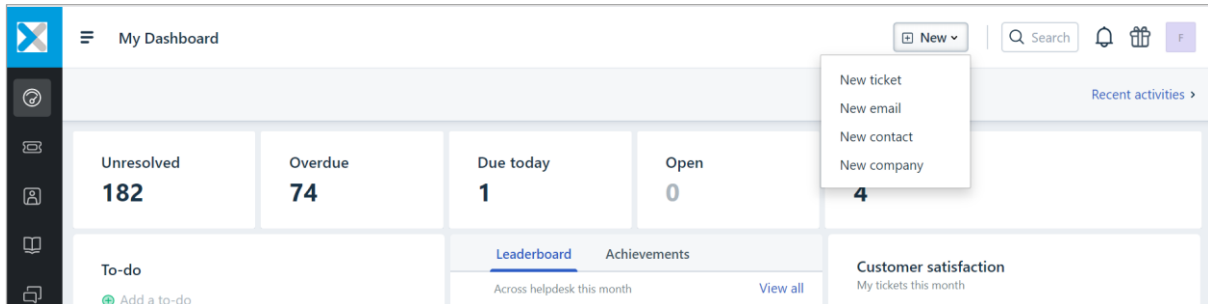 My Dashboard
New
Search
F
New ticket
New email
New contact
New company
Recent activities
Unresolved
182
Overdue
74
Due today
1
Open
0
4
To-do
Add a to-do
Leaderboard
Achievements
Across helpdesk this month
View all
Customer satisfaction
My tickets this month